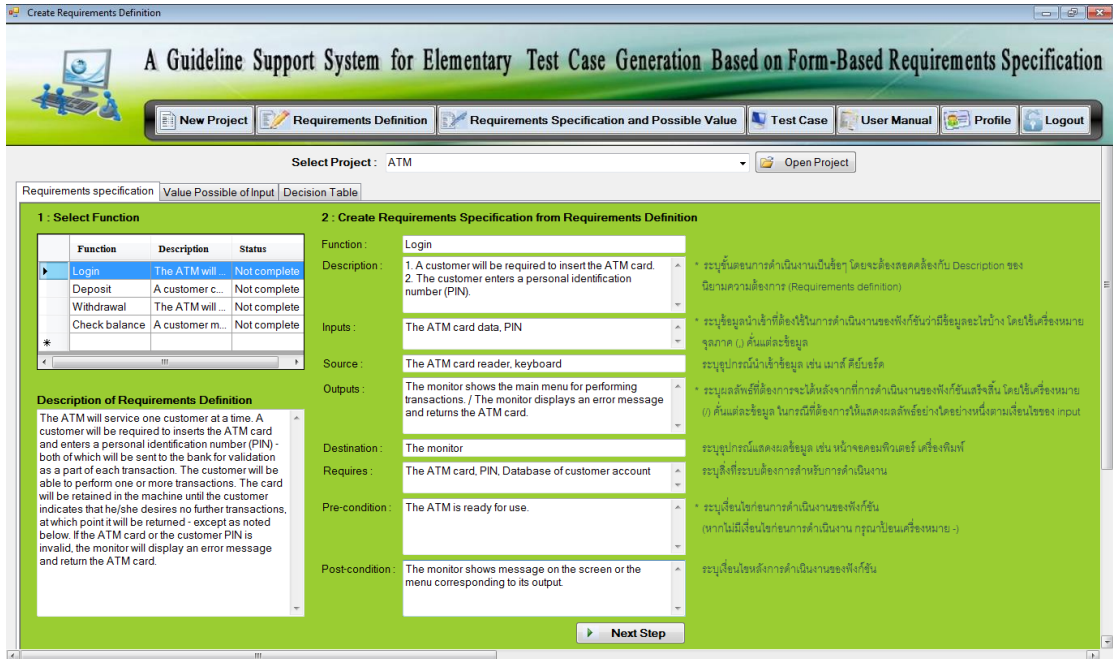 Create Requirements Definition
A Guideline Support System for Elementary Test Case Generation Based on Form-Based Requirements Specification
New Project
Requirements Definition
Requirements Specification and Possible Value
Test Case
User Manual
Profile
Logout
Select Project : ATM
Open Project
Requirements specification
Value Possible of Input
Decision Table
1 : Select Function
Function Description Status
Login The ATM will ... Not complete
Deposit A customer c... Not complete
Withdrawal The ATM will ... Not complete
Check balance A customer m... Not complete
*
Description of Requirements Definition
The ATM will service one customer at a time. A
customer will be required to inserts the ATM card
and enters a personal identification number (PIN) -
both of which will be sent to the bank for validation
as a part of each transaction. The customer will be
able to perform one or more transactions. The card
will be retained in the machine until the customer
indicates that he/she desires no further transactions,
at which point it will be returned - except as noted
below. If the ATM card or the customer PIN is
invalid, the monitor will display an error message
and return the ATM card.
2 : Create Requirements Specification from Requirements Definition
Function : Login
Description : 1. A customer will be required to insert the ATM card.
2. The customer enters a personal identification
number (PIN).
* ระบุขั้นตอนการดำเนินงานเป็นข้อๆ โดยจะต้องสอดคล้องกับ Description ของ
นิยามความต้องการ (Requirements definition)
Inputs : The ATM card data, PIN
* ระบุข้อมูลนำเข้าที่ต้องใช้ในการดำเนินงานของฟังก์ชันว่ามีข้อมูลอะไรบ้าง โดยใช้เครื่องหมาย
จุลภาค (,) คั่นแต่ละข้อมูล
Source : The ATM card reader, keyboard
ระบุอุปกรณ์นำเข้าข้อมูล เช่น เมาส์ คีย์บอร์ด
Outputs : The monitor shows the main menu for performing
transactions. / The monitor displays an error message
and returns the ATM card.
* ระบุผลลัพธ์ที่ต้องการจะได้หลังจากที่การดำเนินงานของฟังก์ชันเสร็จสิ้น โดยใช้เครื่องหมาย
(/) คั่นแต่ละข้อมูล ในกรณีที่ต้องการให้แสดงผลลัพธ์อย่างใดอย่างหนึ่งตามเงื่อนไขของ input
Destination : The monitor
ระบุอุปกรณ์แสดงผลข้อมูล เช่น หน้าจอคอมพิวเตอร์ เครื่องพิมพ์
Requires : The ATM card, PIN, Database of customer account
ระบุสิ่งที่ระบบต้องการสำหรับการดำเนินงาน
Pre-condition : The ATM is ready for use.
* ระบุเงื่อนไขก่อนการดำเนินงานของฟังก์ชัน
(หากไม่มีเงื่อนไขก่อนการดำเนินงาน กรุณาป้อนเครื่องหมาย -)
Post-condition : The monitor shows message on the screen or the
menu corresponding to its output.
ระบุเงื่อนไขหลังการดำเนินงานของฟังก์ชัน
Next Step